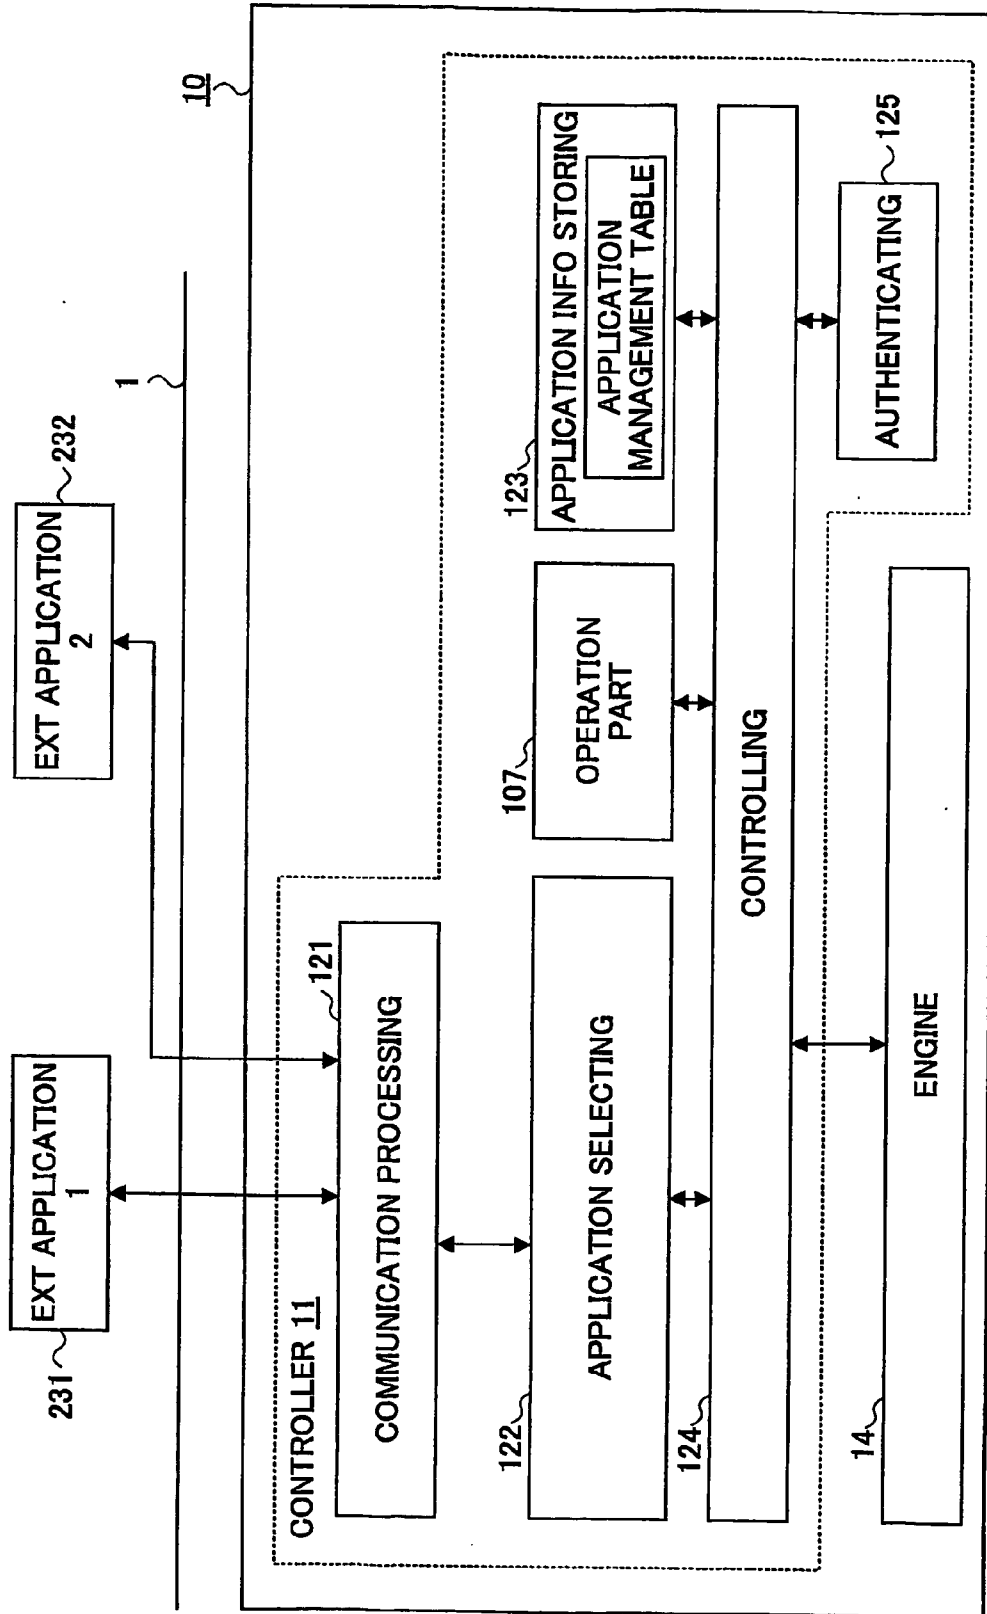 231
EXT APPLICATION
1
232
EXT APPLICATION
2
1
10
CONTROLLER 11
121
COMMUNICATION PROCESSING
122
APPLICATION SELECTING
107
OPERATION
PART
123
APPLICATION INFO STORING
APPLICATION
MANAGEMENT TABLE
124
CONTROLLING
125
AUTHENTICATING
14
ENGINE